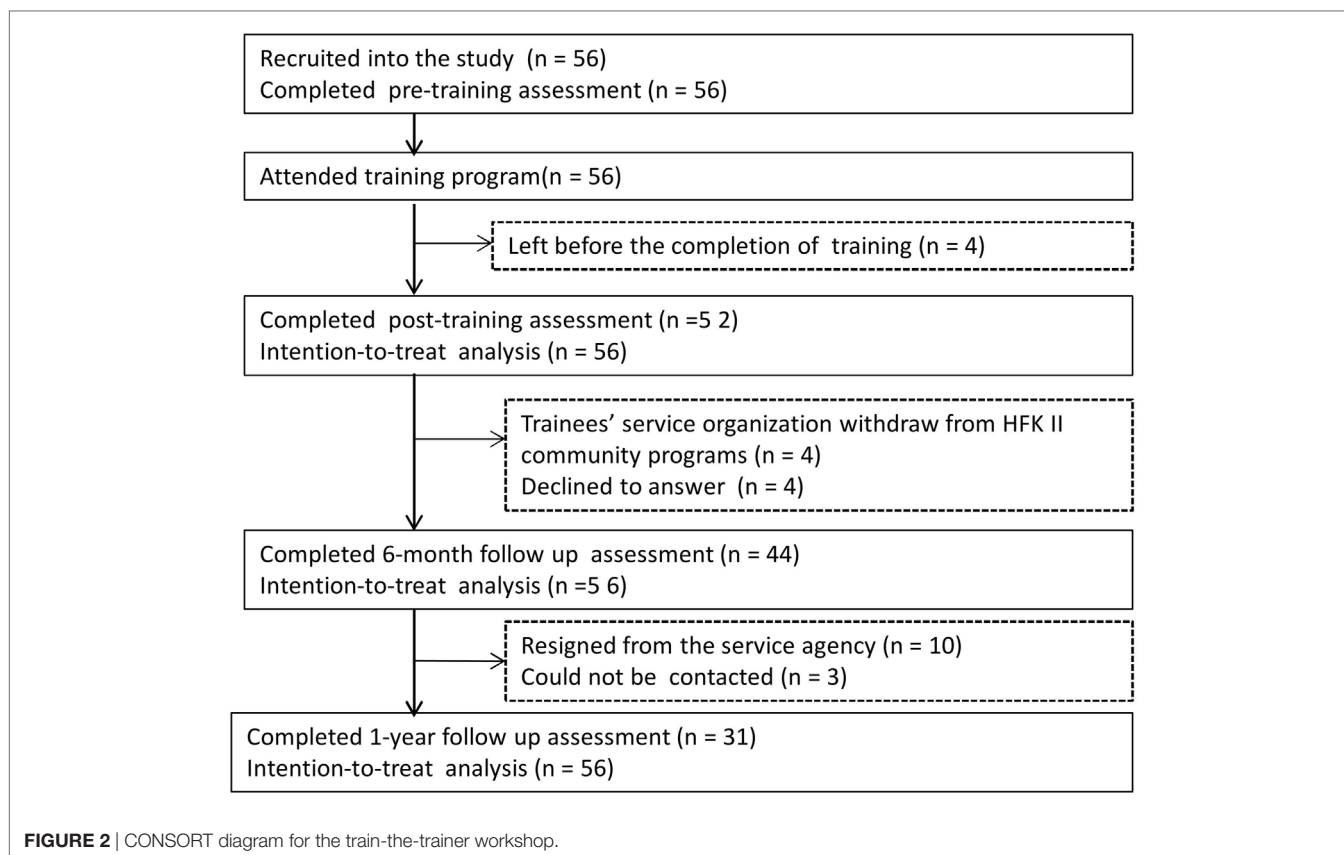 Recruited into the study (n = 56)
Completed pre-training assessment (n = 56)
Attended training program(n = 56)
Left before the completion of training (n = 4)
Completed post-training assessment (n =5 2)
Intention-to-treat analysis (n = 56)
Trainees’ service organization withdraw from HFK II
community programs (n = 4)
Declined to answer (n = 4)
Completed 6-month follow up assessment (n = 44)
Intention-to-treat analysis (n =5 6)
Resigned from the service agency (n = 10)
Could not be contacted (n = 3)
Completed 1-year follow up assessment (n = 31)
Intention-to-treat analysis (n = 56)
FIGURE 2 | CONSORT diagram for the train-the-trainer workshop.